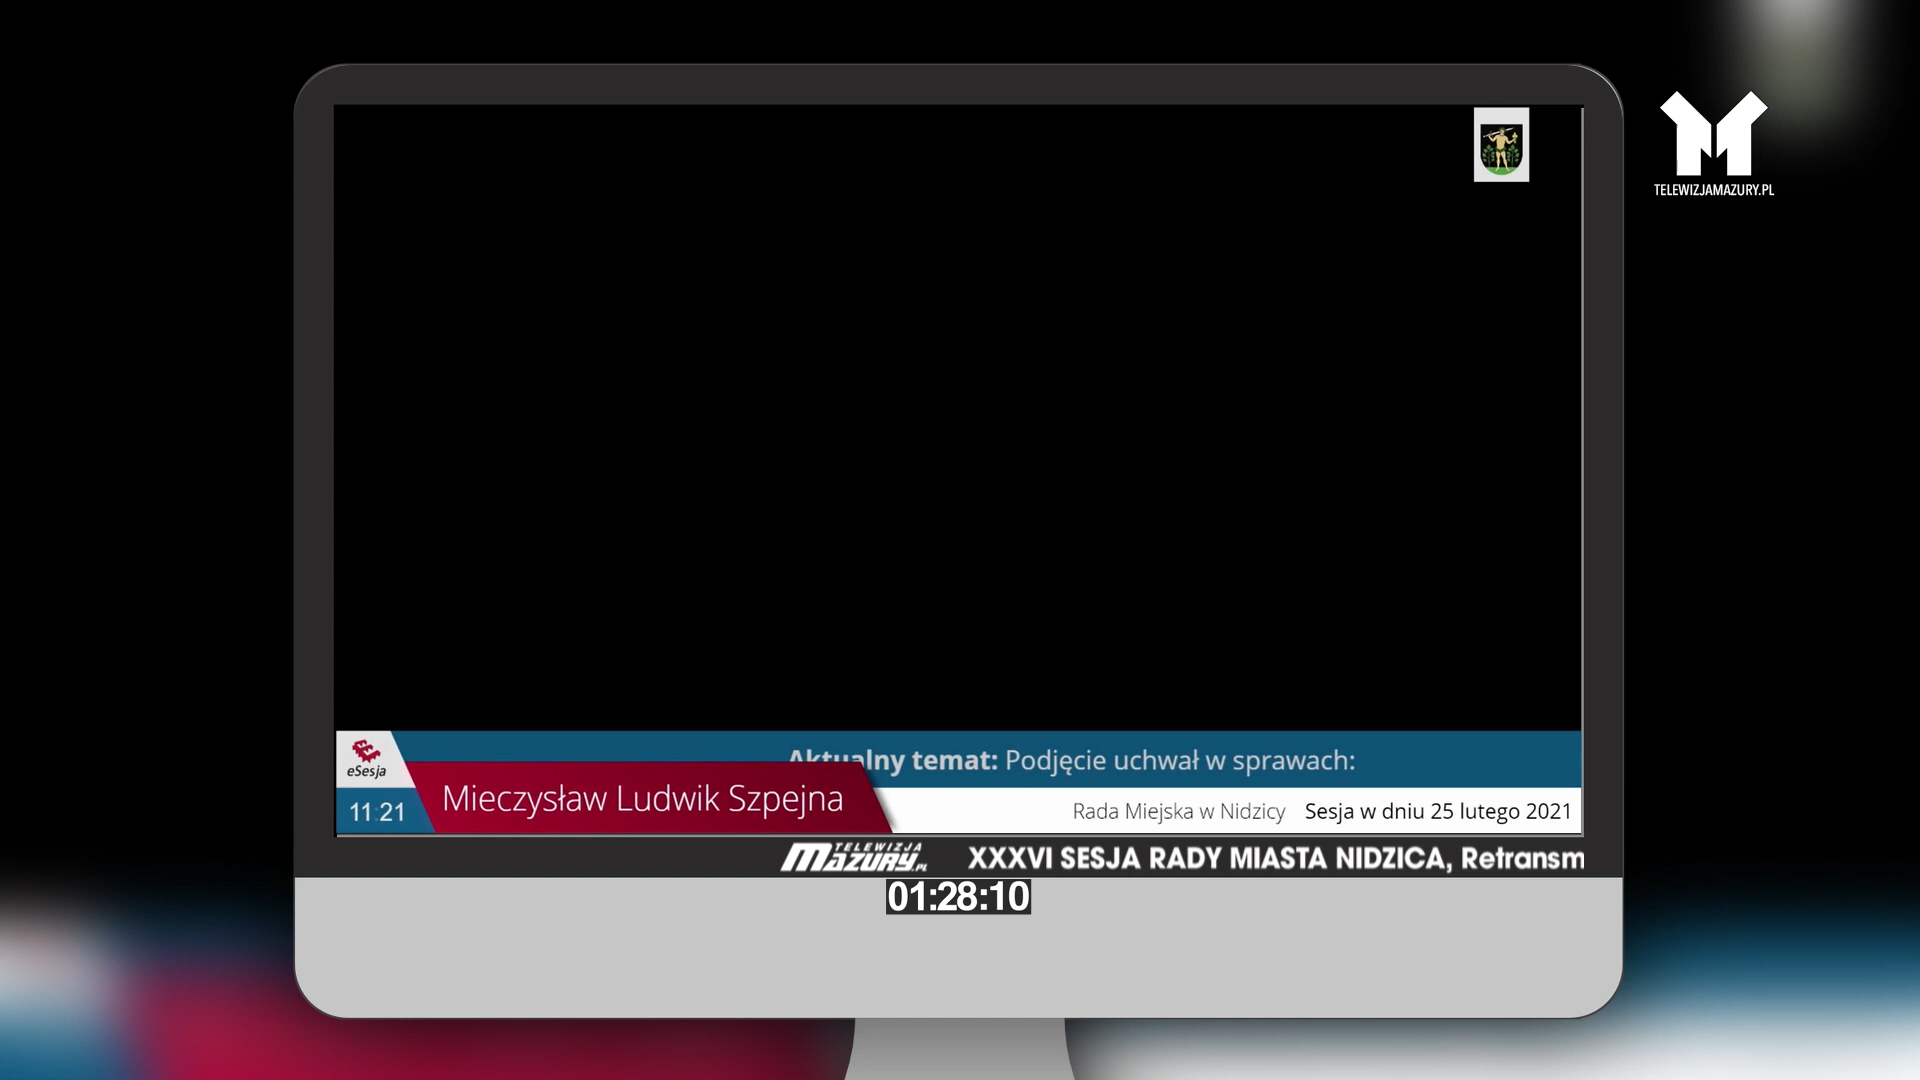 TELEWIZJAMAZURY.PL
eSesja
Aktualny temat: Podjęcie uchwał w sprawach:
11:21
Mieczysław Ludwik Szpejna
Rada Miejska w Nidzicy Sesja w dniu 25 lutego 2021
TELEWIZJA MAZURY.PL XXXVI SESJA RADY MIASTA NIDZICA, Retransm
01:28:10